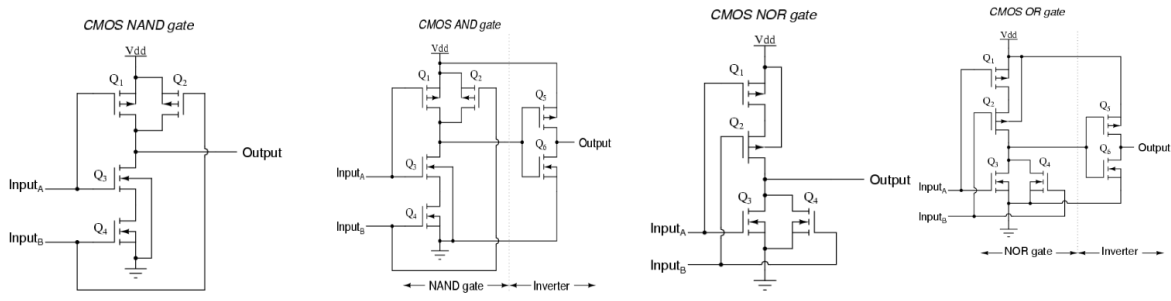 CMOS NAND gate
Vdd
Q1
Q2
Output
Q3
InputA
Q4
InputB
CMOS AND gate
Vdd
Q1
Q2
Q5
Q6
Output
Q3
InputA
Q4
InputB
NAND gate
Inverter
CMOS NOR gate
Vdd
Q1
Q2
Output
Q3
Q4
InputA
InputB
CMOS OR gate
Vdd
Q1
Q2
Q5
Q6
Output
Q3
Q4
InputA
InputB
NOR gate
Inverter